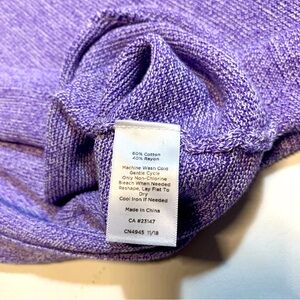 60% Cotton
40% Rayon
Machine Wash Cold
Gentle Cycle
Only Non-Chlorine
Bleach When Needed
Reshape, Lay Flat To
Dry
Cool Iron If Needed
Made In China
CA #23147
CN4945 11/18